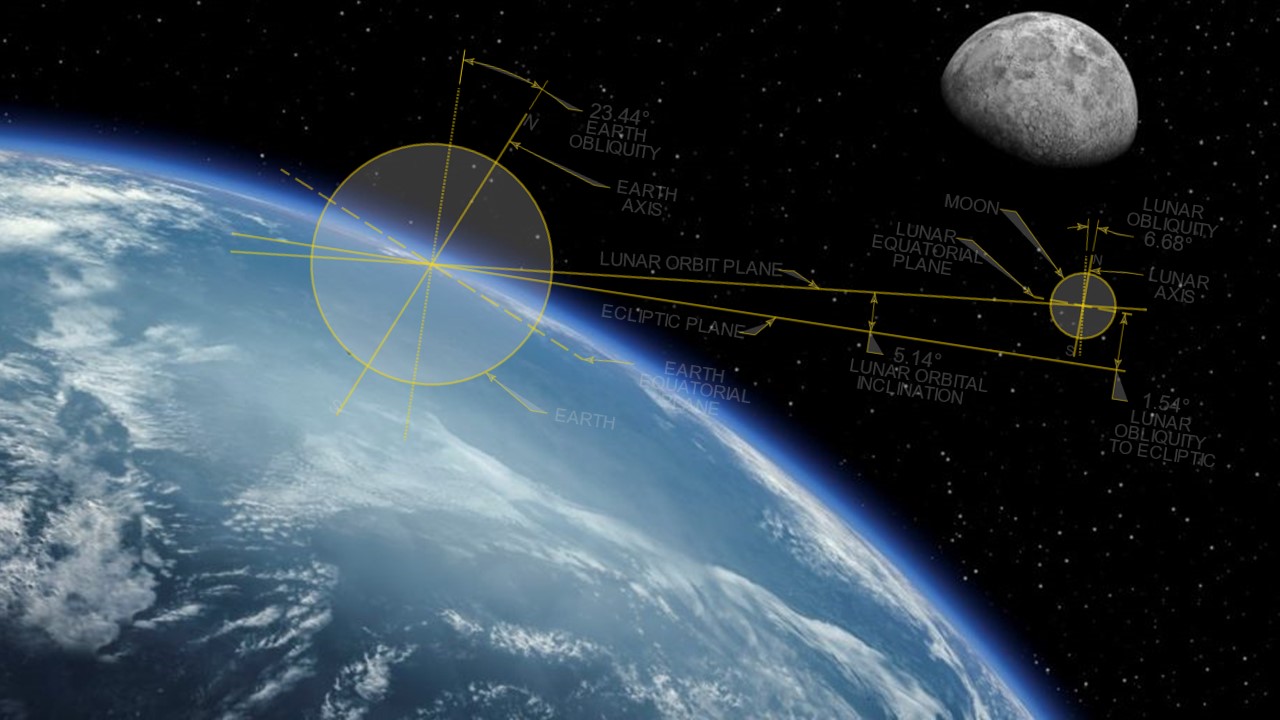 23.44°
EARTH
OBLIQUITY
N
EARTH
AXIS
LUNAR ORBIT PLANE
ECLIPTIC PLANE
EARTH
EQUATORIAL
PLANE
EARTH
MOON
LUNAR
EQUATORIAL
PLANE
LUNAR
OBLIQUITY
6.68°
N
LUNAR
AXIS
S
5.14°
LUNAR ORBITAL
INCLINATION
1.54°
LUNAR
OBLIQUITY
TO ECLIPTIC